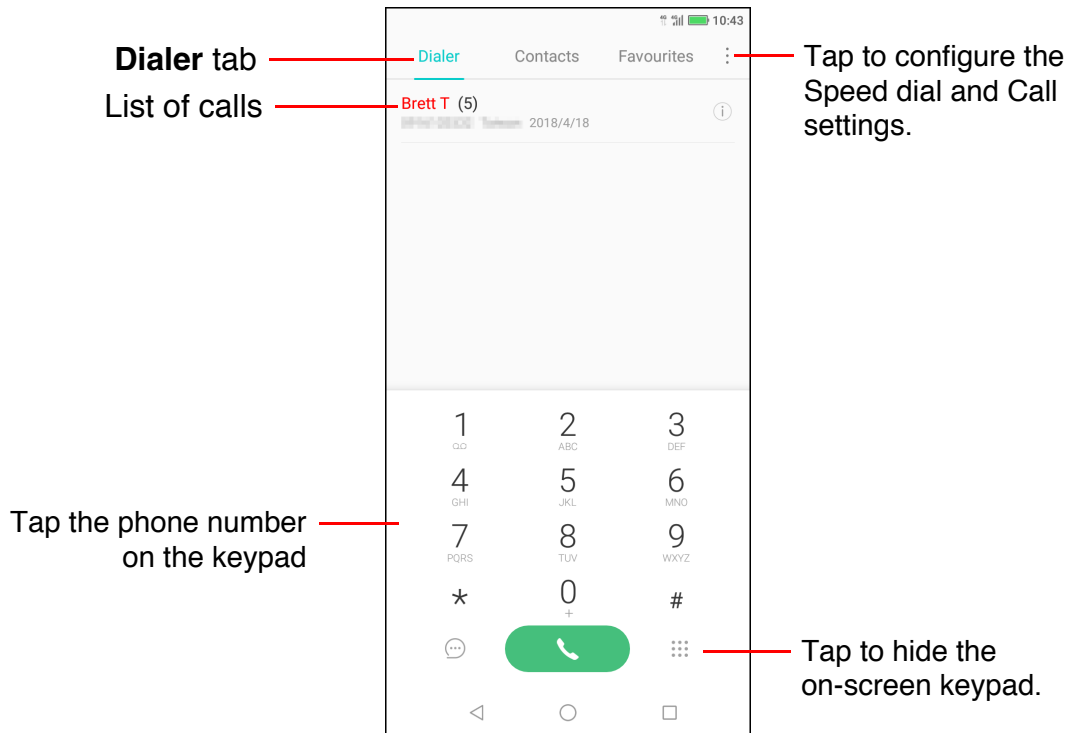 10:43
Dialer Contacts Favourites
Dialer tab
List of calls
Tap to configure the
Speed dial and Call
settings.
Brett T (5)
2018/4/18
1 2 3
ABC DEF
4 5 6
GHI JKL MNO
7 8 9
PQRS TUV WXYZ
* 0 #
+
Tap the phone number
on the keypad
Tap to hide the
on-screen keypad.